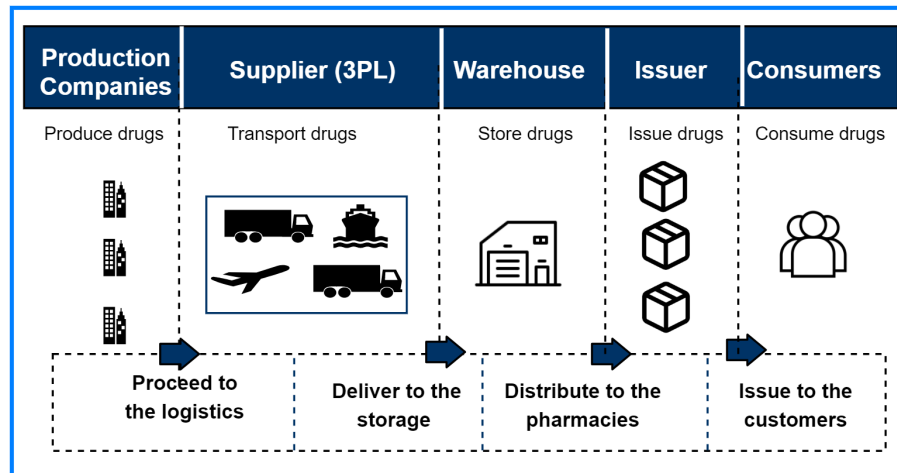 Production
Companies
Supplier (3PL)
Warehouse
Issuer
Consumers
Produce drugs
Transport drugs
Store drugs
Issue drugs
Consume drugs
Proceed to
the logistics
Deliver to the
storage
Distribute to the
pharmacies
Issue to the
customers